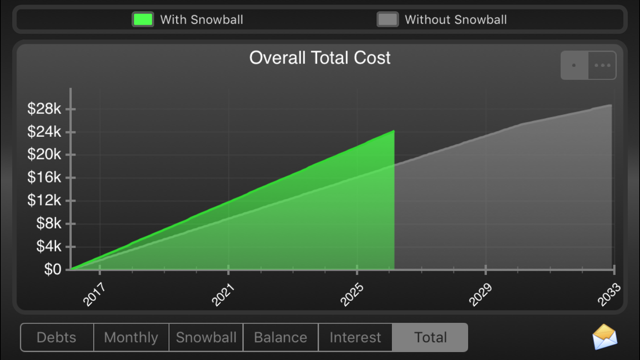 With Snowball
Without Snowball
Overall Total Cost
$28k
$24k
$20k
$16k
$12k
$8k
$4k
$0
2017
2021
2025
2029
2033
Debts
Monthly
Snowball
Balance
Interest
Total